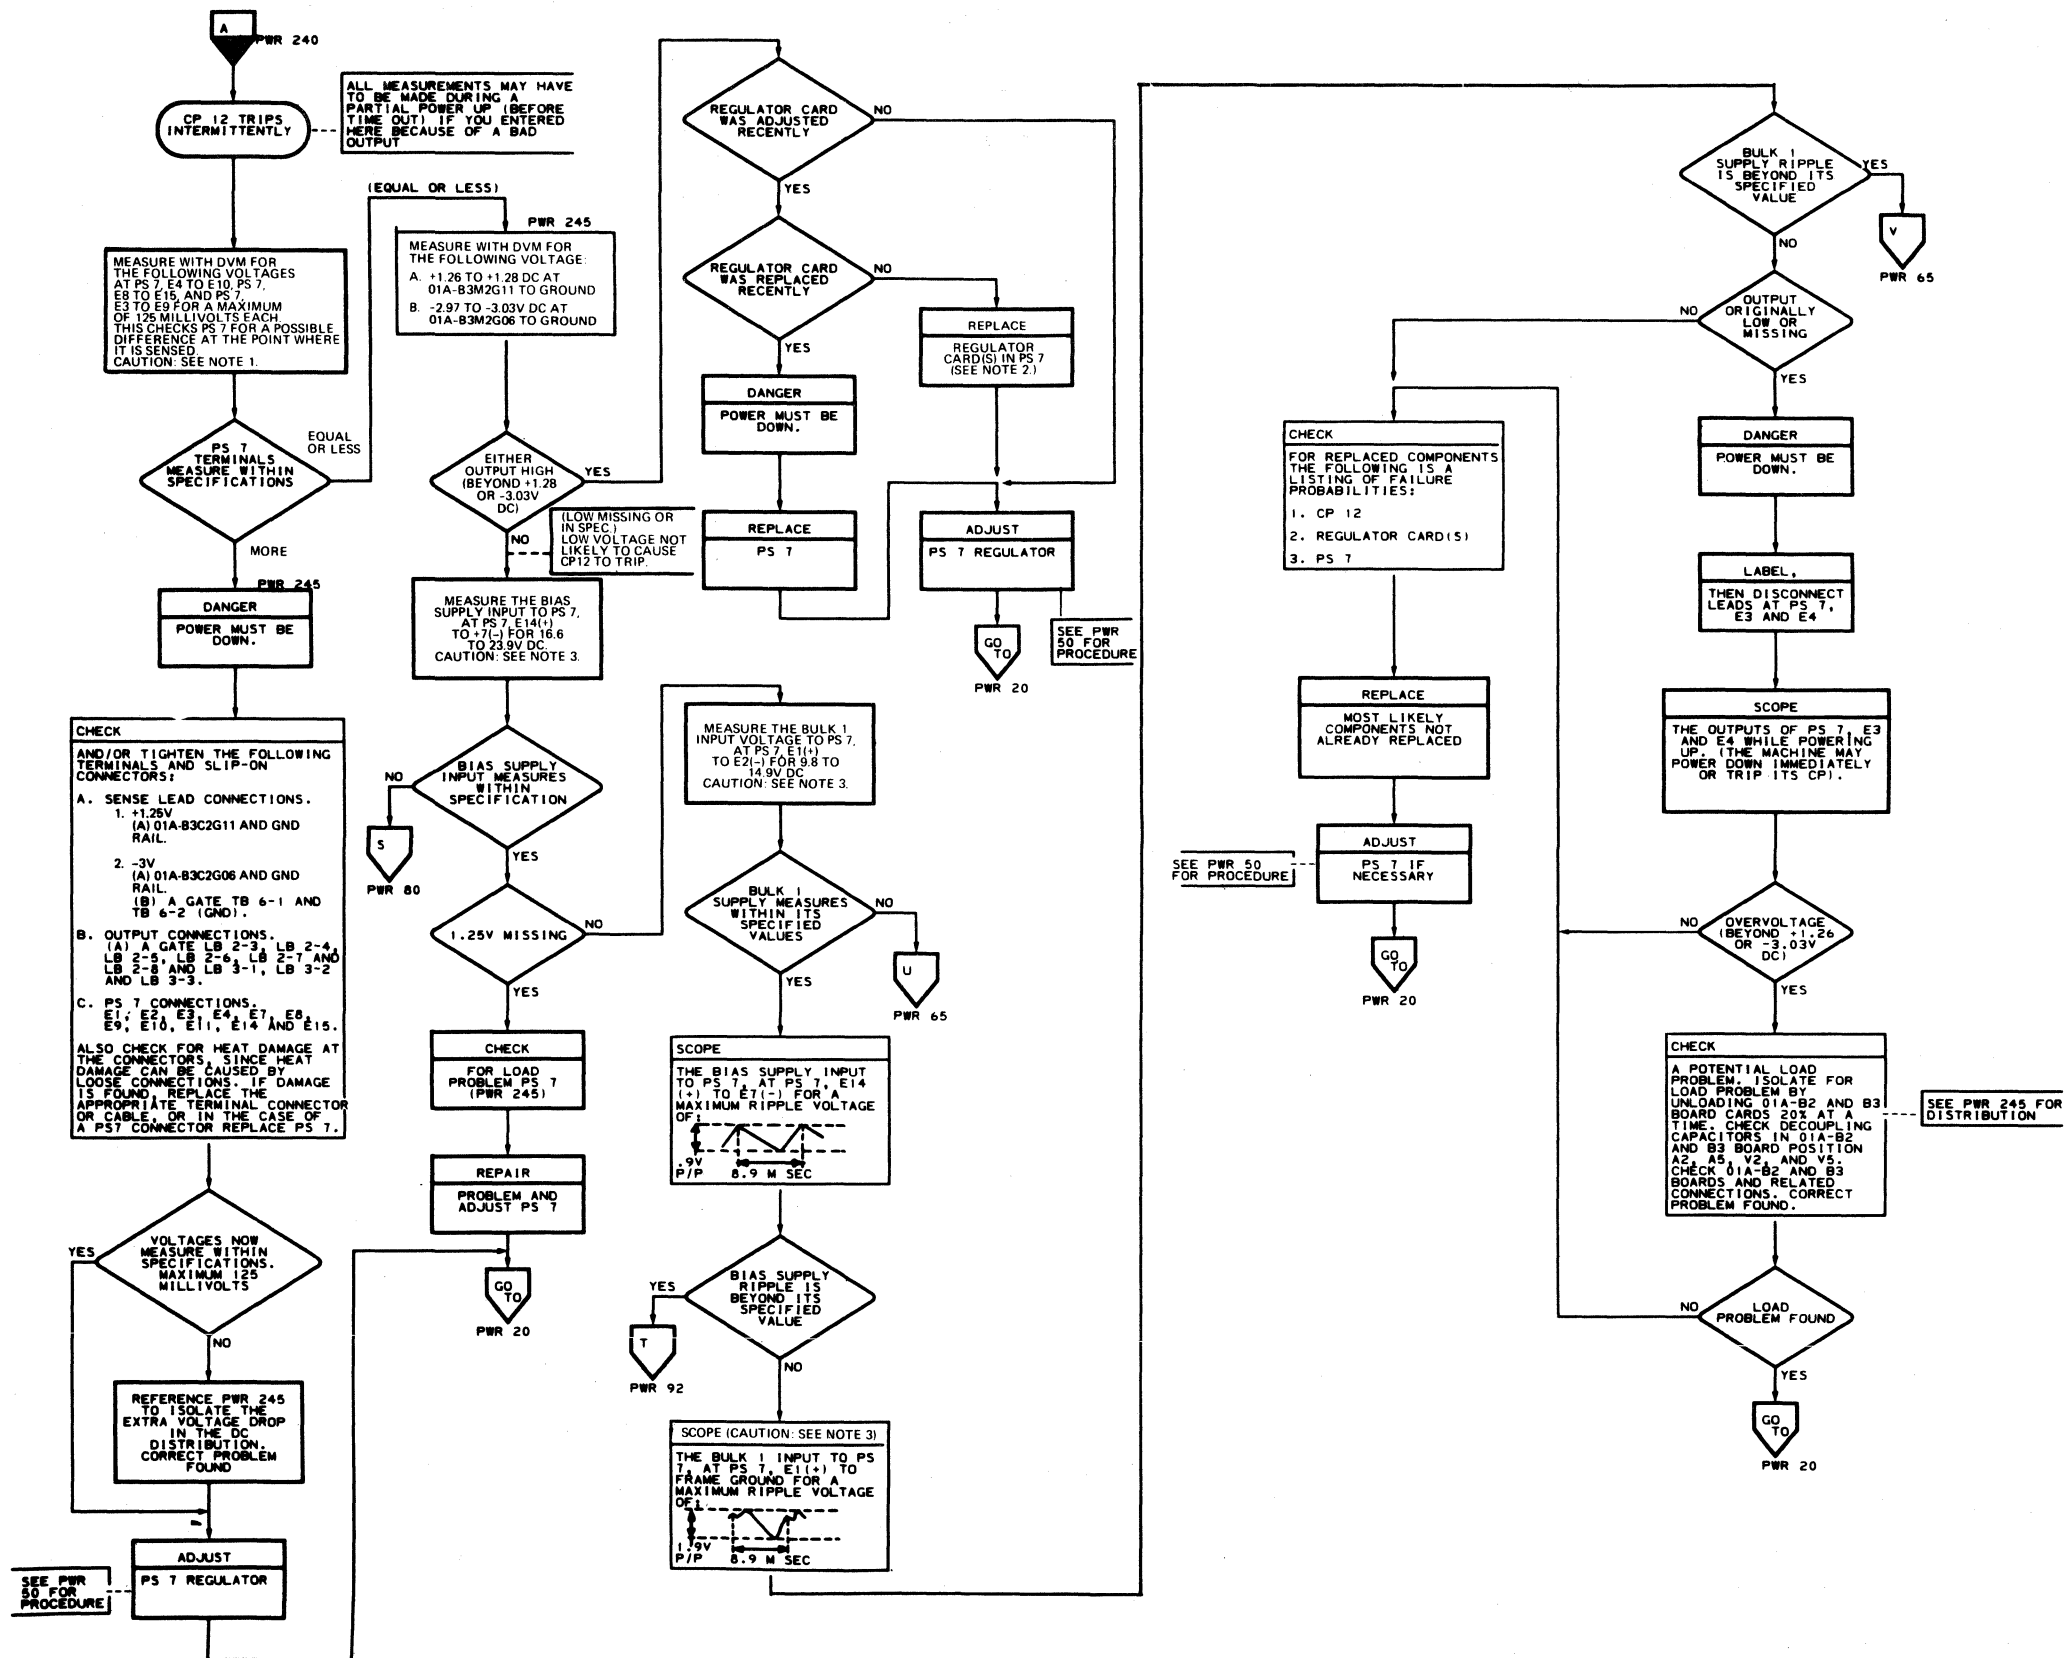 A
PWR 240
CP 12 TRIPS
INTERMITTENTLY
ALL MEASUREMENTS MAY HAVE
TO BE MADE DURING A
PARTIAL POWER UP (BEFORE
TIME OUT) IF YOU ENTERED
HERE BECAUSE OF A BAD
OUTPUT
MEASURE WITH DVM FOR
THE FOLLOWING VOLTAGES
AT PS 7, E4 TO E10, PS 7,
E8 TO E15, AND PS 7,
E3 TO E9 FOR A MAXIMUM
OF 125 MILLIVOLTS EACH.
THIS CHECKS PS 7 FOR A POSSIBLE
DIFFERENCE AT THE POINT WHERE
IT IS SENSED.
CAUTION: SEE NOTE 1.
PS 7
TERMINALS
MEASURE WITHIN
SPECIFICATIONS
EQUAL
OR LESS
MORE
PWR 245
DANGER
POWER MUST BE
DOWN.
CHECK
AND/OR TIGHTEN THE FOLLOWING
TERMINALS AND SLIP-ON
CONNECTORS:
A. SENSE LEAD CONNECTIONS.
1. +1.25V
(A) 01A-B3C2G11 AND GND
RAIL.
2. -3V
(A) 01A-B3C2G06 AND GND
RAIL.
(B) A GATE TB 6-1 AND
TB 6-2 (GND).
B. OUTPUT CONNECTIONS.
(A) A GATE LB 2-3, LB 2-4,
LB 2-5, LB 2-6, LB 2-7 AND
LB 2-8 AND LB 3-1, LB 3-2
AND LB 3-3.
C. PS 7 CONNECTIONS.
E1, E2, E3, E4, E7, E8,
E9, E10, E11, E14 AND E15.
ALSO CHECK FOR HEAT DAMAGE AT
THE CONNECTORS, SINCE HEAT
DAMAGE CAN BE CAUSED BY
LOOSE CONNECTIONS. IF DAMAGE
IS FOUND, REPLACE THE
APPROPRIATE TERMINAL CONNECTOR
OR CABLE, OR IN THE CASE OF
A PS7 CONNECTOR REPLACE PS 7.
VOLTAGES NOW
MEASURE WITHIN
SPECIFICATIONS.
MAXIMUM 125
MILLIVOLTS
YES
NO
REFERENCE PWR 245
TO ISOLATE THE
EXTRA VOLTAGE DROP
IN THE DC
DISTRIBUTION.
CORRECT PROBLEM
FOUND
ADJUST
PS 7 REGULATOR
SEE PWR
50 FOR
PROCEDURE
(EQUAL OR LESS)
PWR 245
MEASURE WITH DVM FOR
THE FOLLOWING VOLTAGE:
A. +1.26 TO +1.28 DC AT
01A-B3M2G11 TO GROUND
B. -2.97 TO -3.03V DC AT
01A-B3M2G06 TO GROUND
EITHER
OUTPUT HIGH
(BEYOND +1.28
OR -3.03V
DC)
YES
NO
(LOW MISSING OR
IN SPEC.)
LOW VOLTAGE NOT
LIKELY TO CAUSE
CP12 TO TRIP.
MEASURE THE BIAS
SUPPLY INPUT TO PS 7,
AT PS 7, E14(+)
TO +7(-) FOR 16.6
TO 23.9V DC.
CAUTION: SEE NOTE 3.
BIAS SUPPLY
INPUT MEASURES
WITHIN
SPECIFICATION
NO
S
PWR 80
YES
1.25V MISSING
NO
YES
CHECK
FOR LOAD
PROBLEM PS 7
(PWR 245)
REPAIR
PROBLEM AND
ADJUST PS 7
GO
TO
PWR 20
REGULATOR CARD
WAS ADJUSTED
RECENTLY
NO
YES
REGULATOR CARD
WAS REPLACED
RECENTLY
NO
YES
REPLACE
REGULATOR
CARD(S) IN PS 7
(SEE NOTE 2.)
DANGER
POWER MUST BE
DOWN.
REPLACE
PS 7
ADJUST
PS 7 REGULATOR
SEE PWR
50 FOR
PROCEDURE
GO
TO
PWR 20
MEASURE THE BULK 1
INPUT VOLTAGE TO PS 7,
AT PS 7, E1(+)
TO E2(-) FOR 9.8 TO
14.9V DC
CAUTION: SEE NOTE 3.
BULK 1
SUPPLY MEASURES
WITHIN ITS
SPECIFIED
VALUES
NO
U
PWR 65
YES
SCOPE
THE BIAS SUPPLY INPUT
TO PS 7, AT PS 7, E14
(+) TO E7(-) FOR A
MAXIMUM RIPPLE VOLTAGE
OF:
.9V
P/P 8.9 M SEC
BIAS SUPPLY
RIPPLE IS
BEYOND ITS
SPECIFIED
VALUE
YES
T
PWR 92
NO
SCOPE (CAUTION: SEE NOTE 3)
THE BULK 1 INPUT TO PS
7, AT PS 7, E1(+) TO
FRAME GROUND FOR A
MAXIMUM RIPPLE VOLTAGE
OF:
1.9V
P/P 8.9 M SEC
BULK 1
SUPPLY RIPPLE
IS BEYOND ITS
SPECIFIED
VALUE
YES
V
PWR 65
NO
OUTPUT
ORIGINALLY
LOW OR
MISSING
NO
YES
CHECK
FOR REPLACED COMPONENTS
THE FOLLOWING IS A
LISTING OF FAILURE
PROBABILITIES:
1. CP 12
2. REGULATOR CARD(S)
3. PS 7
REPLACE
MOST LIKELY
COMPONENTS NOT
ALREADY REPLACED
ADJUST
PS 7 IF
NECESSARY
SEE PWR 50
FOR PROCEDURE
GO
TO
PWR 20
DANGER
POWER MUST BE
DOWN.
LABEL,
THEN DISCONNECT
LEADS AT PS 7,
E3 AND E4
SCOPE
THE OUTPUTS OF PS 7, E3
AND E4 WHILE POWERING
UP. (THE MACHINE MAY
POWER DOWN IMMEDIATELY
OR TRIP ITS CP).
OVERVOLTAGE
(BEYOND +1.26
OR -3.03V
DC)
NO
YES
CHECK
A POTENTIAL LOAD
PROBLEM. ISOLATE FOR
LOAD PROBLEM BY
UNLOADING 01A-B2 AND B3
BOARD CARDS 20% AT A
TIME. CHECK DECOUPLING
CAPACITORS IN 01A-B2
AND B3 BOARD POSITION
A2, A5, V2, AND V5.
CHECK 01A-B2 AND B3
BOARDS AND RELATED
CONNECTIONS. CORRECT
PROBLEM FOUND.
SEE PWR 245 FOR
DISTRIBUTION
LOAD
PROBLEM FOUND
NO
YES
GO
TO
PWR 20